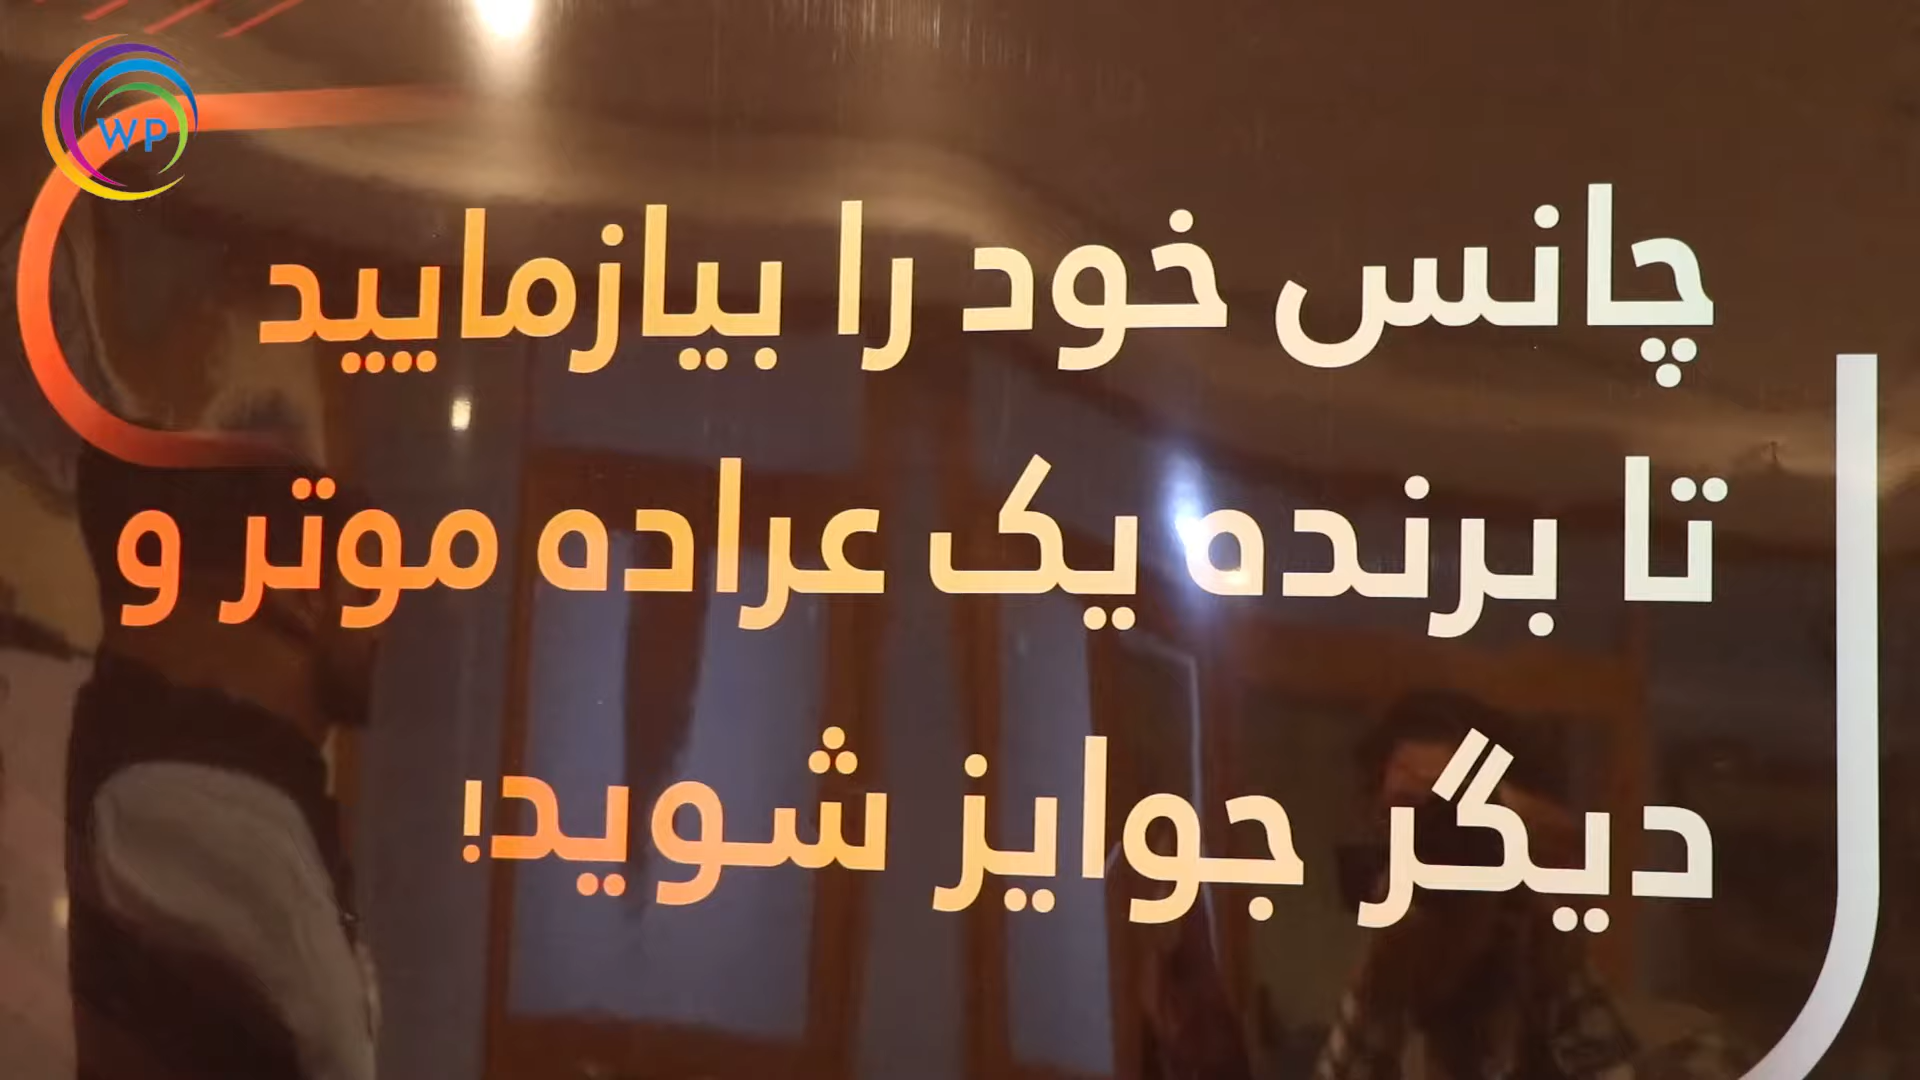 WP
چانس خود را بیازمایید
تا برنده یک عراده موتر و
دیگر جوایز شوید!